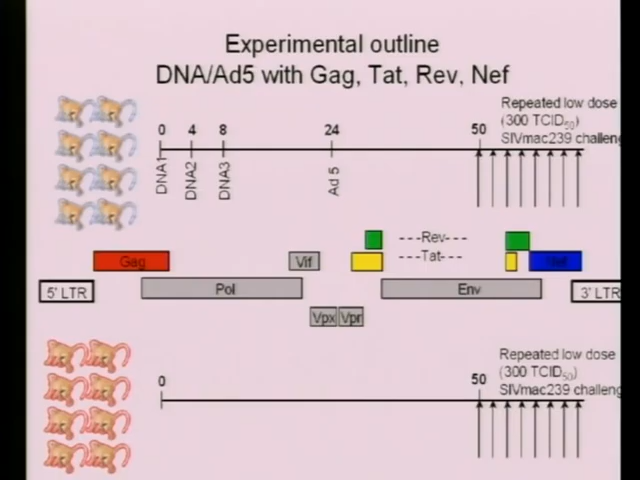 Experimental outline
DNA/Ad5 with Gag, Tat, Rev, Nef
Repeated low dose
(300 TCID50)
SIVmac239 challeng
0 4 8 24 50
DNA1 DNA2 DNA3 Ad 5
---Rev---
---Tat---
Gag Vif Nef
5' LTR Pol Env 3' LTR
Vpx Vpr
Repeated low dose
(300 TCID50)
SIVmac239 challeng
0 50